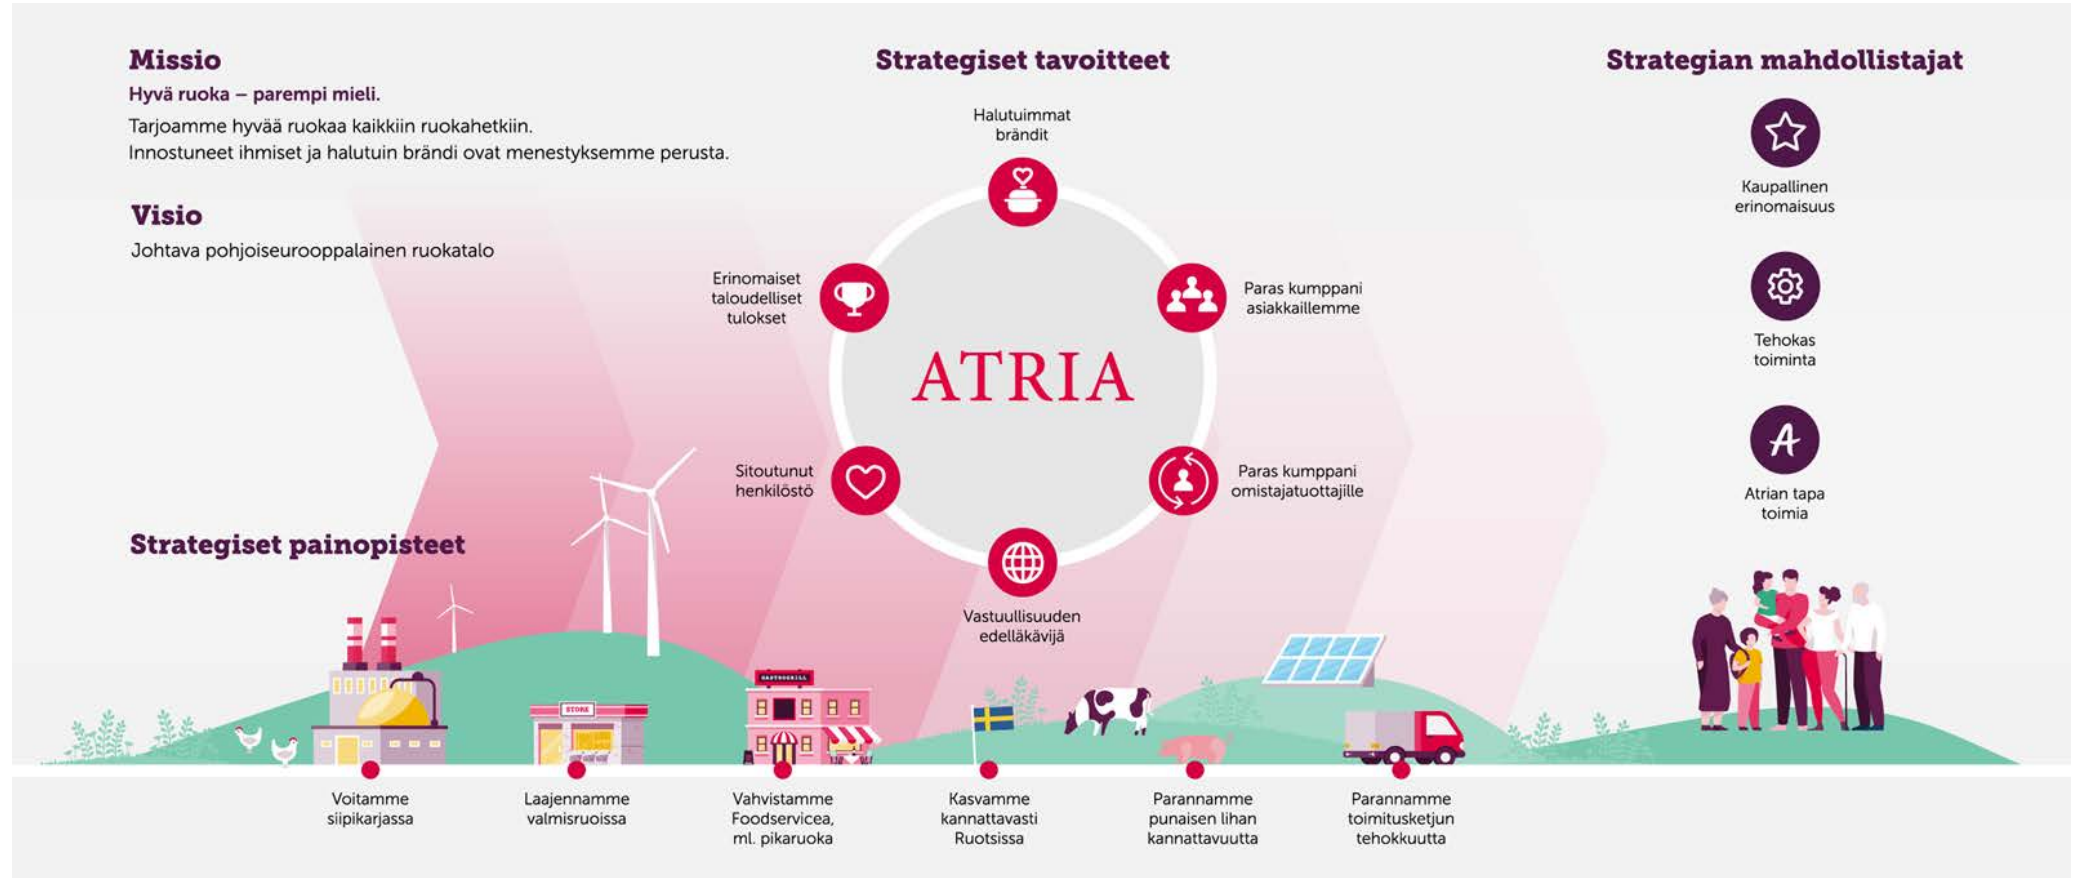 Missio
Hyvä ruoka – parempi mieli.
Tarjoamme hyvää ruokaa kaikkiin ruokahetkiin.
Innostuneet ihmiset ja halutuin brändi ovat menestyksemme perusta.
Visio
Johtava pohjoiseurooppalainen ruokatalo
Strategiset tavoitteet
Halutuimmat
brändit
Paras kumppani
asiakkaillemme
Paras kumppani
omistajatuottajille
Vastuullisuuden
edelläkävijä
Sitoutunut
henkilöstö
Erinomaiset
taloudelliset
tulokset
ATRIA
Strategian mahdollistajat
Kaupallinen
erinomaisuus
Tehokas
toiminta
A
Atrian tapa
toimia
Strategiset painopisteet
STORE
GASTROGRILL
Voitamme
siipikarjassa
Laajennamme
valmisruoissa
Vahvistamme
Foodservicea,
ml. pikaruoka
Kasvamme
kannattavasti
Ruotsissa
Parannamme
punaisen lihan
kannattavuutta
Parannamme
toimitusketjun
tehokkuutta